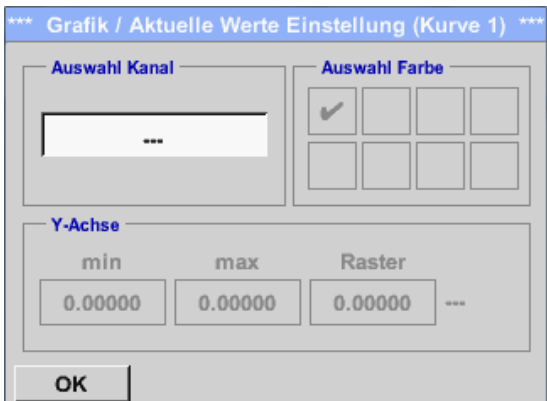 *** Grafik / Aktuelle Werte Einstellung (Kurve 1) ***
Auswahl Kanal
Auswahl Farbe
---
✔
Y-Achse
min max Raster
0.00000 0.00000 0.00000 ---
OK